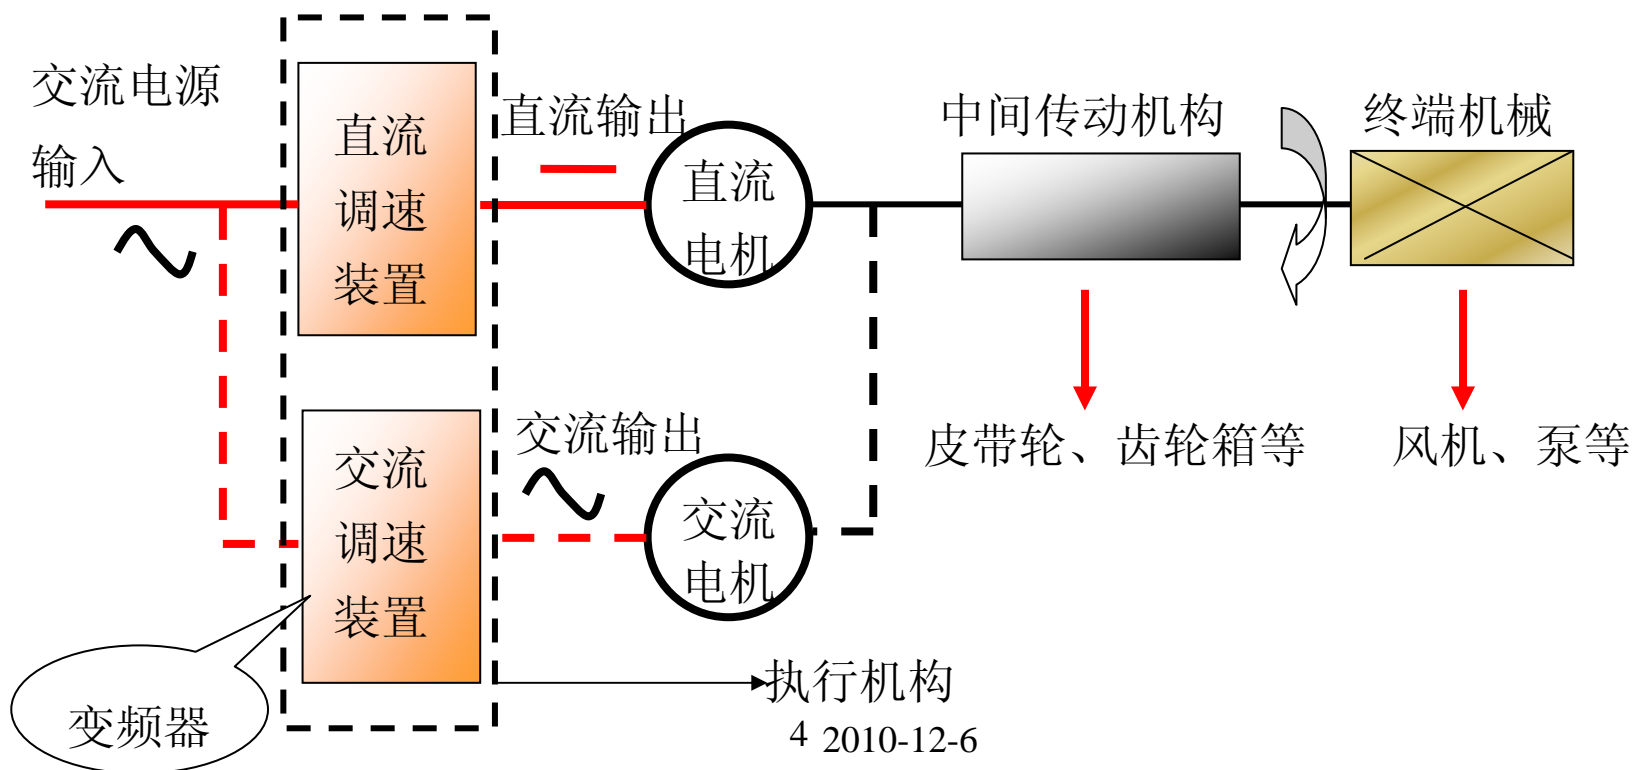 交流电源
输入
直流
调速
装置
直流输出
直流
电机
中间传动机构
终端机械
皮带轮、齿轮箱等
风机、泵等
交流
调速
装置
交流输出
交流
电机
变频器
执行机构
4 2010-12-6